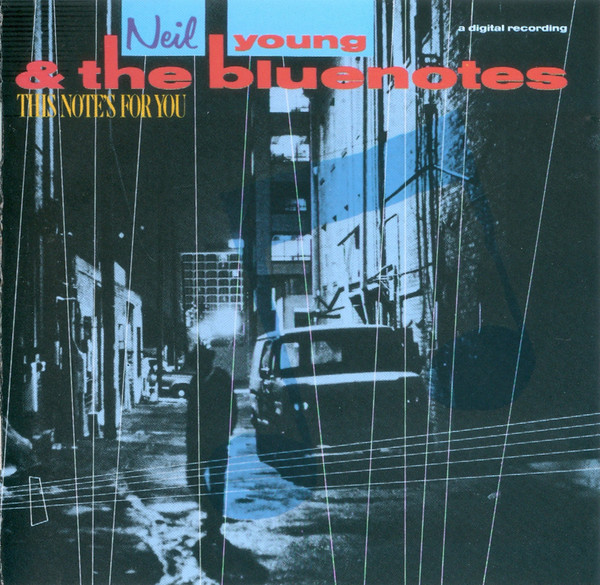 Neil young
a digital recording
& the bluenotes
THIS NOTE'S FOR YOU